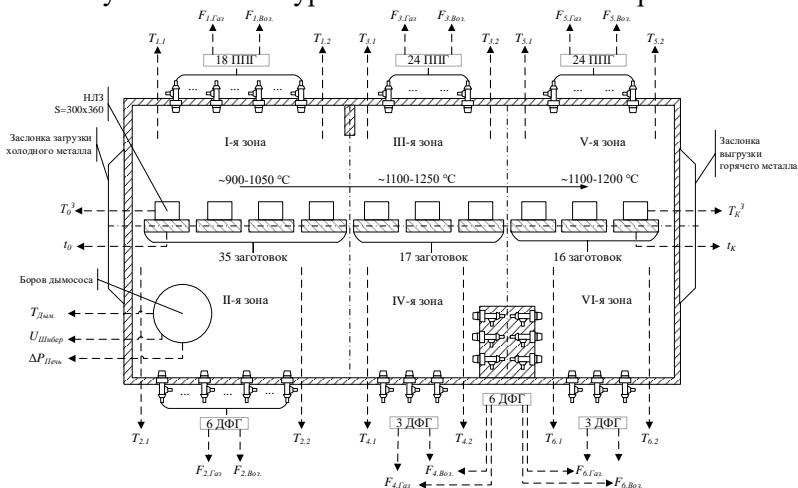 F1.Газ F1.Воз. F3.Газ F3.Воз. F5.Газ F5.Воз.
T1.1 T1.2 T3.1 T3.2 T5.1 T5.2
18 ППГ 24 ППГ 24 ППГ
... ... ... ...
НЛЗ
S=300x360
Заслонка загрузки
холодного металла
Заслонка
выгрузки
горячего металла
I-я зона III-я зона V-я зона
~900-1050 °C ~1100-1250 °C ~1100-1200 °C
T0З TКЗ
t0 tК
35 заготовок 17 заготовок 16 заготовок
Боров дымососа
II-я зона IV-я зона VI-я зона
TДым.
UШибер
ΔPПечь
... ...
6 ДФГ 3 ДФГ 6 ДФГ 3 ДФГ
T2.1 T2.2 T4.1 T4.2 T6.1 T6.2
F2.Газ F2.Воз. F4.Воз. F6.Газ
F4.Газ F6.Воз.